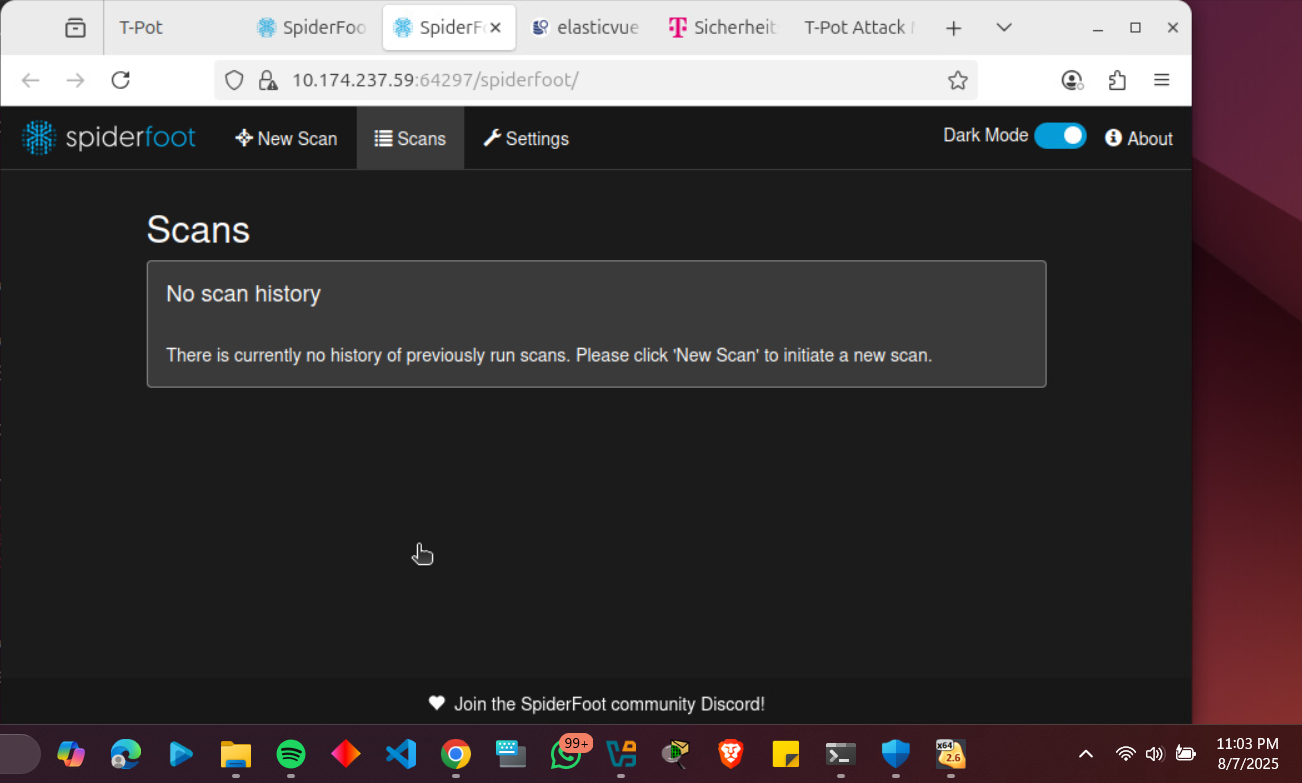 T-Pot
SpiderFoo
SpiderF
elasticvue
Sicherheit
T-Pot Attack
10.174.237.59:64297/spiderfoot/
spiderfoot
New Scan
Scans
Settings
Dark Mode
About
Scans
No scan history
There is currently no history of previously run scans. Please click 'New Scan' to initiate a new scan.
Join the SpiderFoot community Discord!
99+
x64
2.6
11:03 PM
8/7/2025